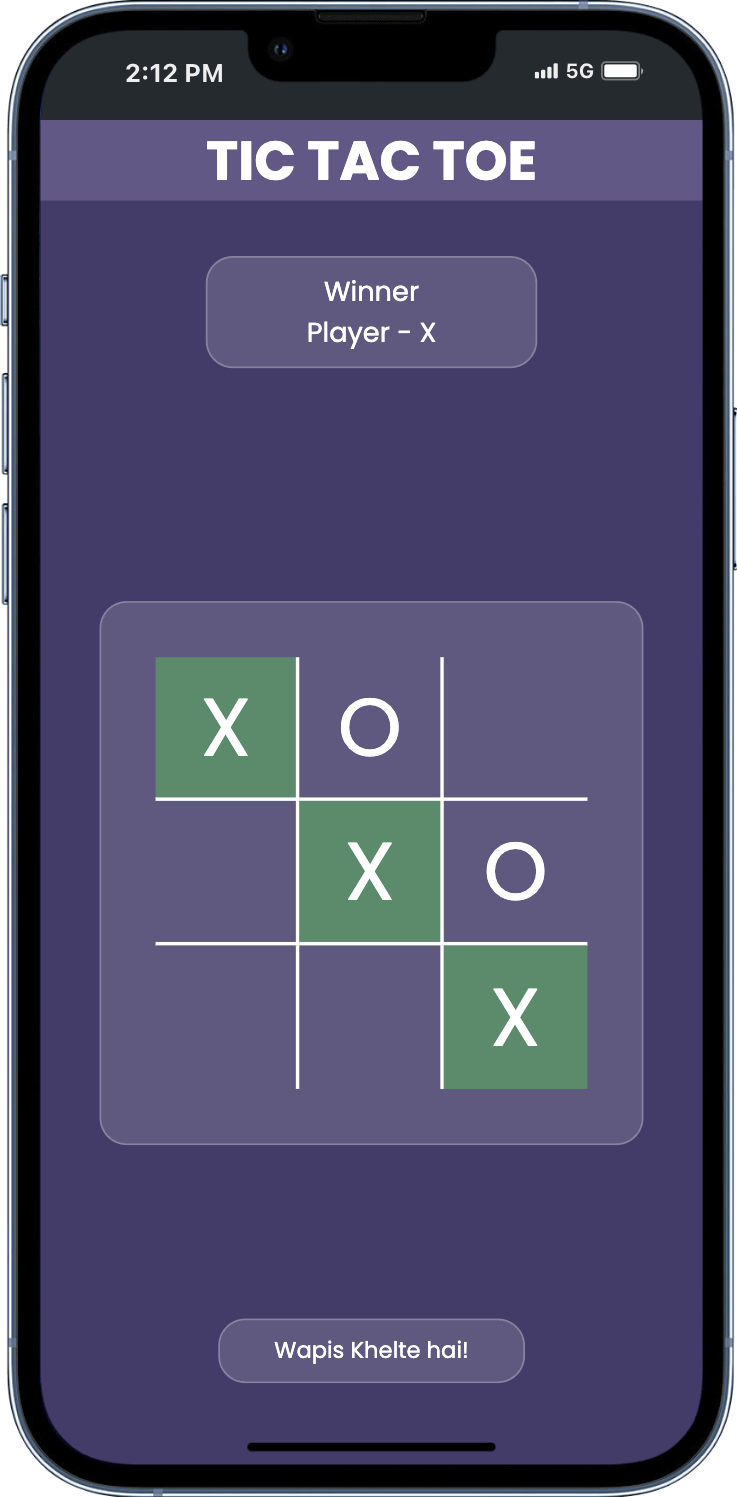 2:12 PM 5G
TIC TAC TOE
Winner
Player - X
X O
X O
X
Wapis Khelte hai!